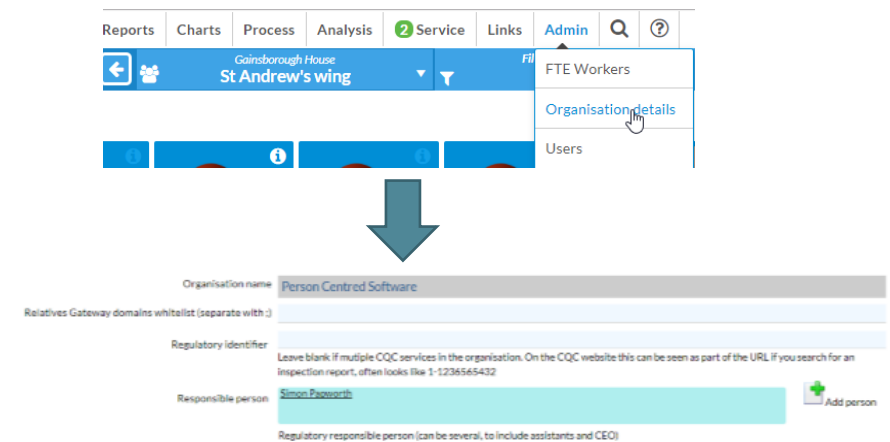 Reports Charts Process Analysis 2 Service Links Admin
Gainsborough House
St Andrew's wing
Fil
FTE Workers
Organisation details
Users
Organisation name Person Centred Software
Relatives Gateway domains whitelist (separate with ;)
Regulatory identifier
Leave blank if mutiple CQC services in the organisation. On the CQC website this can be seen as part of the URL if you search for an
inspection report, often looks like 1-1236565432
Responsible person Simon Papworth Add person
Regulatory responsible person (can be several, to include assistants and CEO)